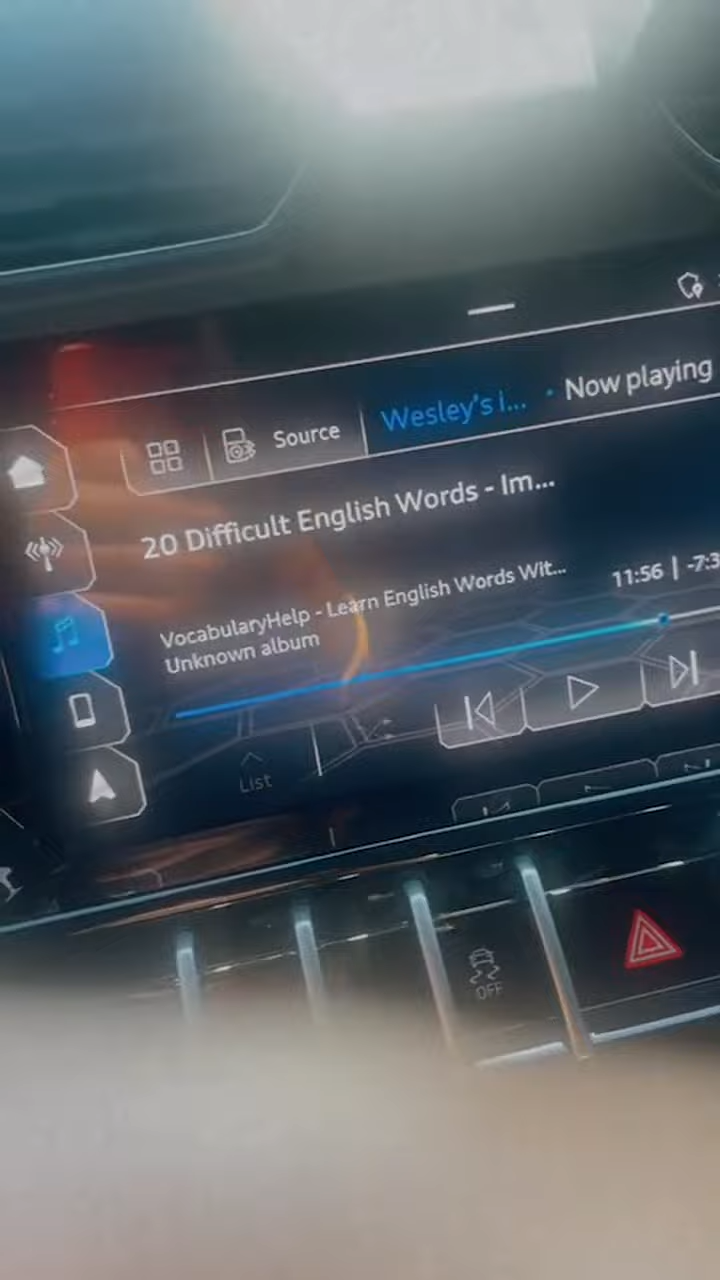 Source
Wesley's i... • Now playing
20 Difficult English Words - Im...
VocabularyHelp - Learn English Words Wit...
Unknown album
11:56 | -7:3
List
OFF